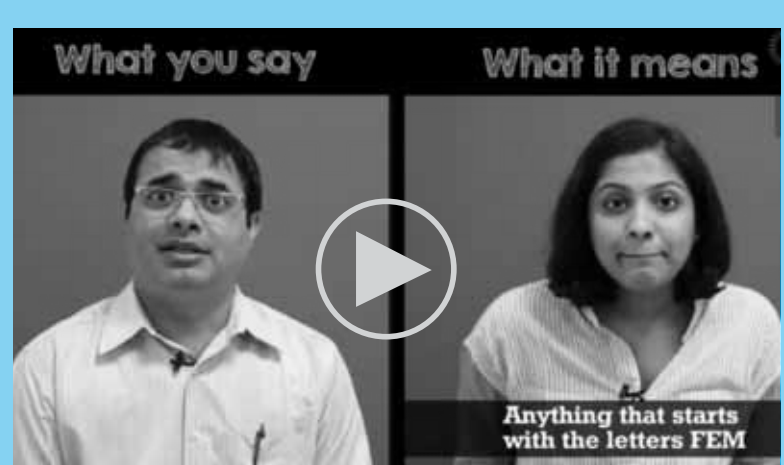 What you say
What it means
Anything that starts
with the letters FEM